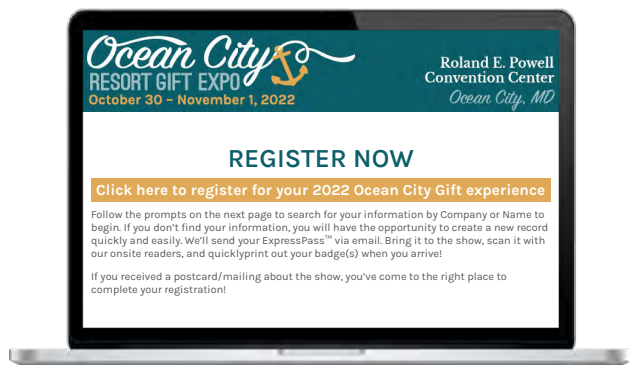 Ocean City
RESORT GIFT EXPO
October 30 – November 1, 2022
Roland E. Powell
Convention Center
Ocean City, MD
REGISTER NOW
Click here to register for your 2022 Ocean City Gift experience
Follow the prompts on the next page to search for your information by Company or Name to
begin. If you don't find your information, you will have the opportunity to create a new record
quickly and easily. We'll send your ExpressPass™ via email. Bring it to the show, scan it with
our onsite readers, and quicklyprint out your badge(s) when you arrive!
If you received a postcard/mailing about the show, you've come to the right place to
complete your registration!